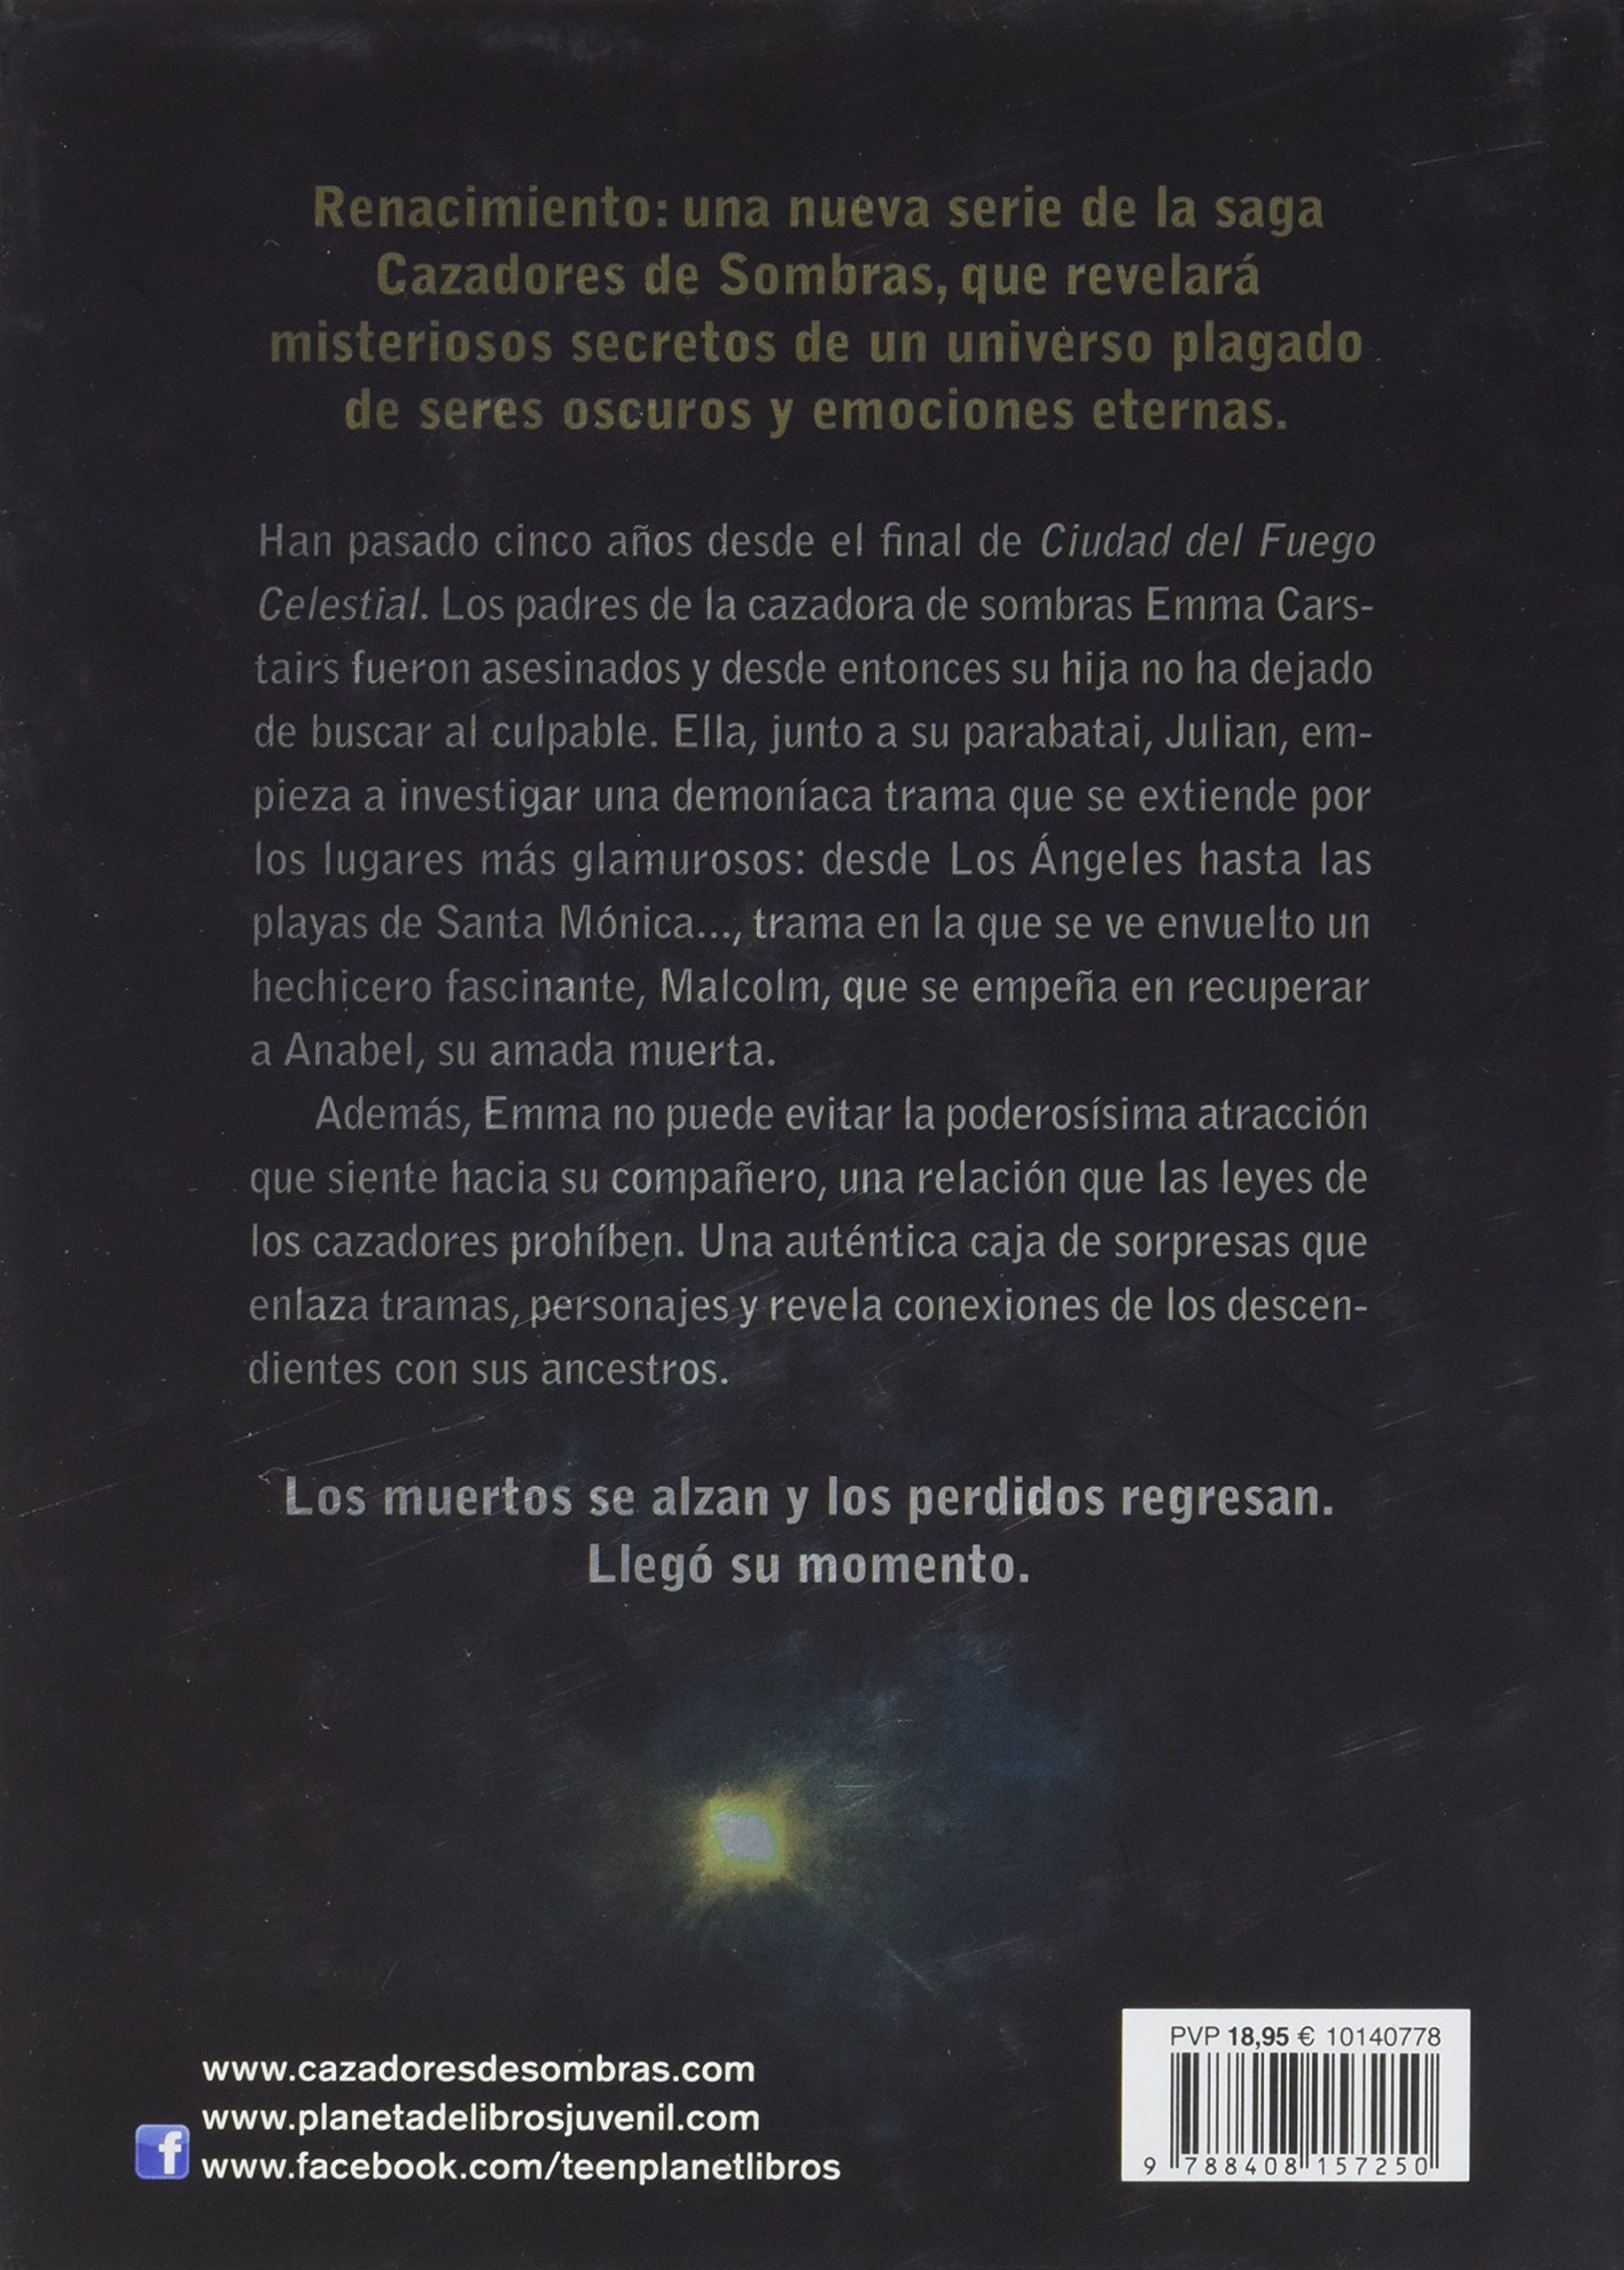 Renacimiento: una nueva serie de la saga
Cazadores de Sombras, que revelará
misteriosos secretos de un universo plagado
de seres oscuros y emociones eternas.
Han pasado cinco años desde el final de Ciudad del Fuego
Celestial. Los padres de la cazadora de sombras Emma Cars-
tairs fueron asesinados y desde entonces su hija no ha dejado
de buscar al culpable. Ella, junto a su parabatai, Julian, em-
pieza a investigar una demoníaca trama que se extiende por
los lugares más glamurosos: desde Los Ángeles hasta las
playas de Santa Mónica..., trama en la que se ve envuelto un
hechicero fascinante, Malcolm, que se empeña en recuperar
a Anabel, su amada muerta.
Además, Emma no puede evitar la poderosísima atracción
que siente hacia su compañero, una relación que las leyes de
los cazadores prohíben. Una auténtica caja de sorpresas que
enlaza tramas, personajes y revela conexiones de los descen-
dientes con sus ancestros.
Los muertos se alzan y los perdidos regresan.
Llegó su momento.
www.cazadoresdesombras.com
www.planetadelibrosjuvenil.com
f www.facebook.com/teenplanetlibros
PVP 18,95 € 10140778
9 788408 157250